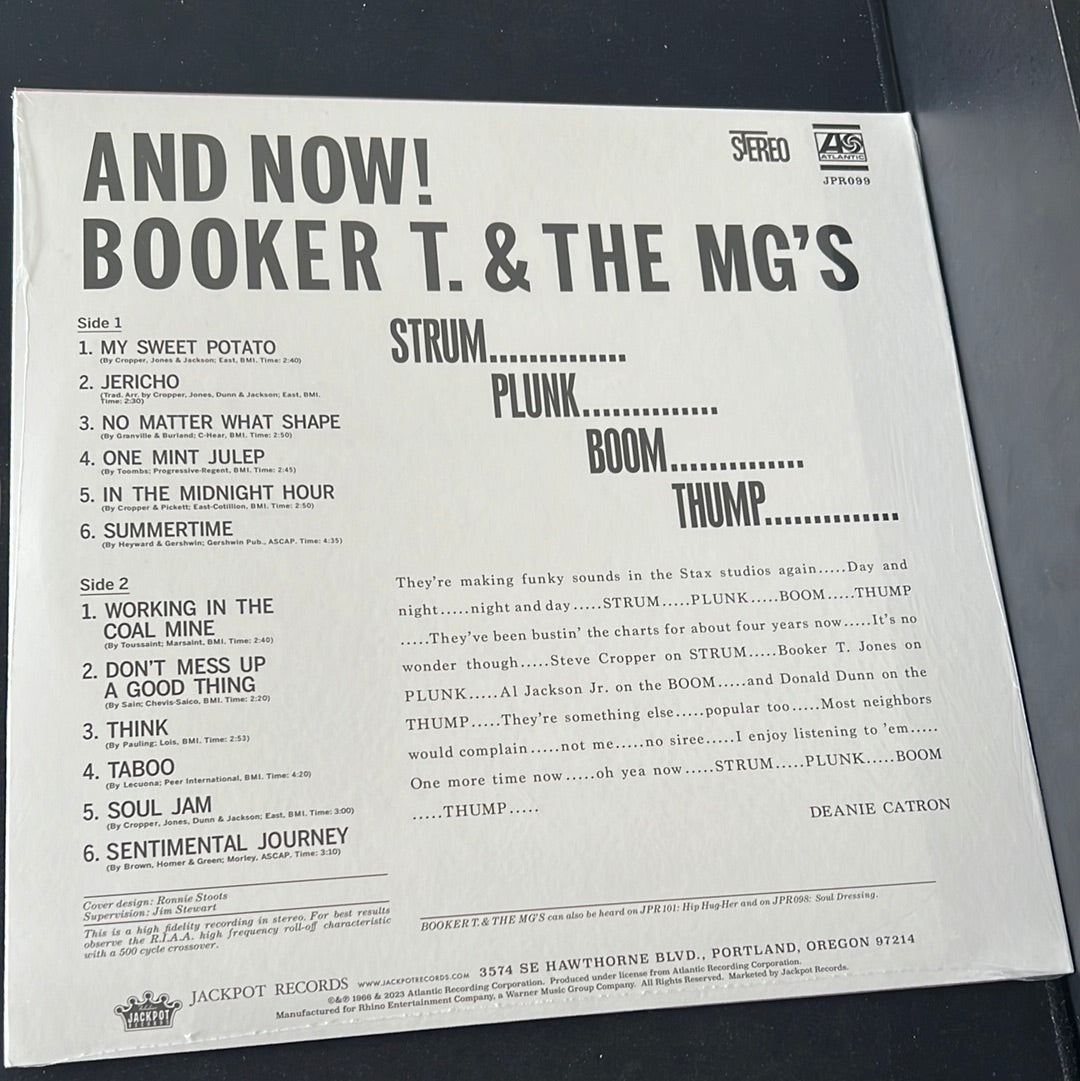 AND NOW!
STEREO
ATLANTIC
JPR099
BOOKER T. & THE MG'S
Side 1
1. MY SWEET POTATO
(By Cropper, Jones & Jackson; East, BMI. Time: 2:40)
2. JERICHO
(Trad. Arr. by Cropper, Jones, Dunn & Jackson; East, BMI.
Time: 2:30)
3. NO MATTER WHAT SHAPE
(By Granville & Burland; C-Hear, BMI. Time: 2:50)
4. ONE MINT JULEP
(By Toombs; Progressive-Regent, BMI. Time: 2:45)
5. IN THE MIDNIGHT HOUR
(By Cropper & Pickett; East-Cotillion, BMI. Time: 2:50)
6. SUMMERTIME
(By Heyward & Gershwin; Gershwin Pub., ASCAP. Time: 4:35)
Side 2
1. WORKING IN THE
COAL MINE
(By Toussaint; Marsaint, BMI. Time: 2:40)
2. DON'T MESS UP
A GOOD THING
(By Sain; Chevis-Saico, BMI. Time: 2:20)
3. THINK
(By Pauling; Lois, BMI. Time: 2:53)
4. TABOO
(By Lecuona; Peer International, BMI. Time: 4:20)
5. SOUL JAM
(By Cropper, Jones, Dunn & Jackson; East, BMI. Time: 3:00)
6. SENTIMENTAL JOURNEY
(By Brown, Homer & Green; Morley, ASCAP. Time: 3:10)
STRUM..............
PLUNK..............
BOOM..............
THUMP..............
They're making funky sounds in the Stax studios again.....Day and
night.....night and day.....STRUM.....PLUNK.....BOOM.....THUMP
.....They've been bustin' the charts for about four years now.....It's no
wonder though.....Steve Cropper on STRUM.....Booker T. Jones on
PLUNK.....Al Jackson Jr. on the BOOM.....and Donald Dunn on the
THUMP.....They're something else.....popular too.....Most neighbors
would complain.....not me.....no siree.....I enjoy listening to 'em.....
One more time now.....oh yea now.....STRUM.....PLUNK.....BOOM
.....THUMP.....
DEANIE CATRON
Cover design: Ronnie Stoots
Supervision: Jim Stewart
This is a high fidelity recording in stereo. For best results
observe the R.I.A.A. high frequency roll-off characteristic
with a 500 cycle crossover.
BOOKER T. & THE MG'S can also be heard on JPR 101: Hip Hug-Her and on JPR098: Soul Dressing.
JACKPOT RECORDS
JACKPOT RECORDS WWW.JACKPOTRECORDS.COM 3574 SE HAWTHORNE BLVD., PORTLAND, OREGON 97214
©&℗ 1966 & 2023 Atlantic Recording Corporation. Produced under license from Atlantic Recording Corporation.
Manufactured for Rhino Entertainment Company, a Warner Music Group Company. All Rights Reserved. Marketed by Jackpot Records.